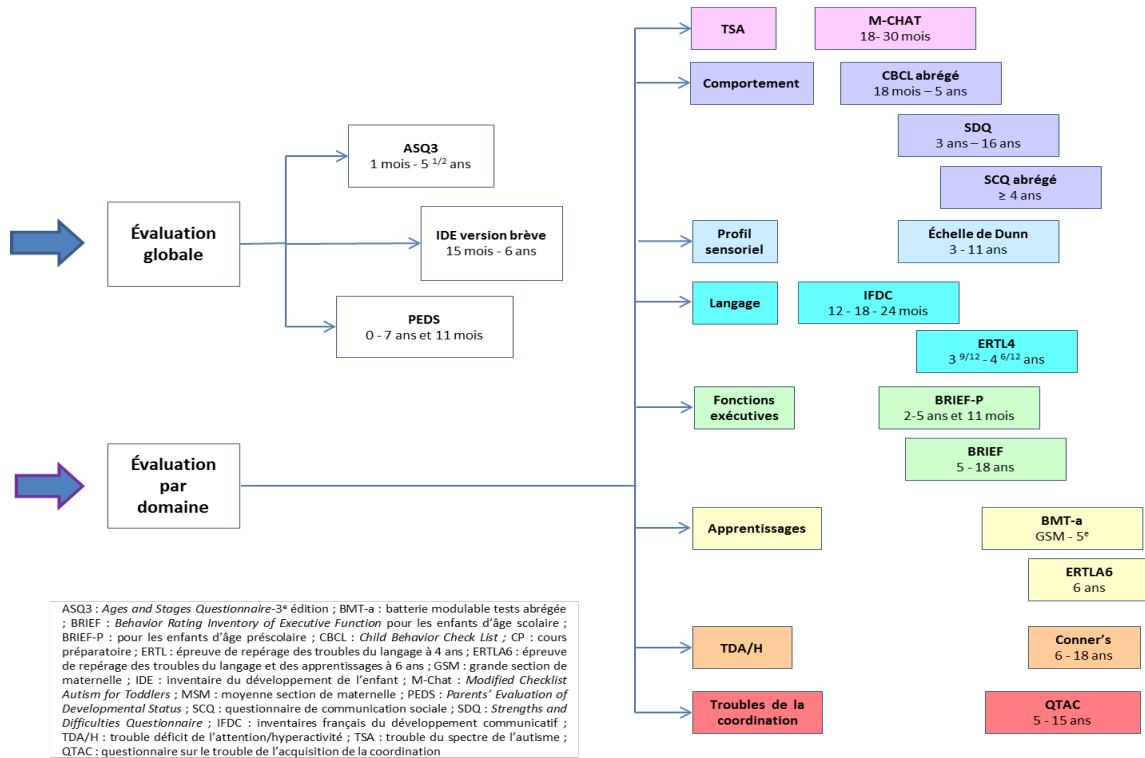 TSA
M-CHAT
18- 30 mois
Comportement
CBCL abrégé
18 mois – 5 ans
SDQ
3 ans – 16 ans
SCQ abrégé
≥ 4 ans
Profil
sensoriel
Échelle de Dunn
3 - 11 ans
Langage
IFDC
12 - 18 - 24 mois
ERTL4
3 9/12 - 4 6/12 ans
Fonctions
exécutives
BRIEF-P
2-5 ans et 11 mois
BRIEF
5 - 18 ans
Apprentissages
BMT-a
GSM - 5e
ERTLA6
6 ans
TDA/H
Conner’s
6 - 18 ans
Troubles de la
coordination
QTAC
5 - 15 ans
Évaluation
globale
ASQ3
1 mois - 5 1/2 ans
IDE version brève
15 mois - 6 ans
PEDS
0 - 7 ans et 11 mois
Évaluation
par
domaine
ASQ3 : Ages and Stages Questionnaire-3e édition ; BMT-a : batterie modulable tests abrégée
; BRIEF : Behavior Rating Inventory of Executive Function pour les enfants d’âge scolaire ;
BRIEF-P : pour les enfants d’âge préscolaire ; CBCL : Child Behavior Check List ; CP : cours
préparatoire ; ERTL : épreuve de repérage des troubles du langage à 4 ans ; ERTLA6 : épreuve
de repérage des troubles du langage et des apprentissages à 6 ans ; GSM : grande section de
maternelle ; IDE : inventaire du développement de l’enfant ; M-Chat : Modified Checklist
Autism for Toddlers ; MSM : moyenne section de maternelle ; PEDS : Parents’ Evaluation of
Developmental Status ; SCQ : questionnaire de communication sociale ; SDQ : Strengths and
Difficulties Questionnaire ; IFDC : inventaires français du développement communicatif ;
TDA/H : trouble déficit de l’attention/hyperactivité ; TSA : trouble du spectre de l’autisme ;
QTAC : questionnaire sur le trouble de l’acquisition de la coordination